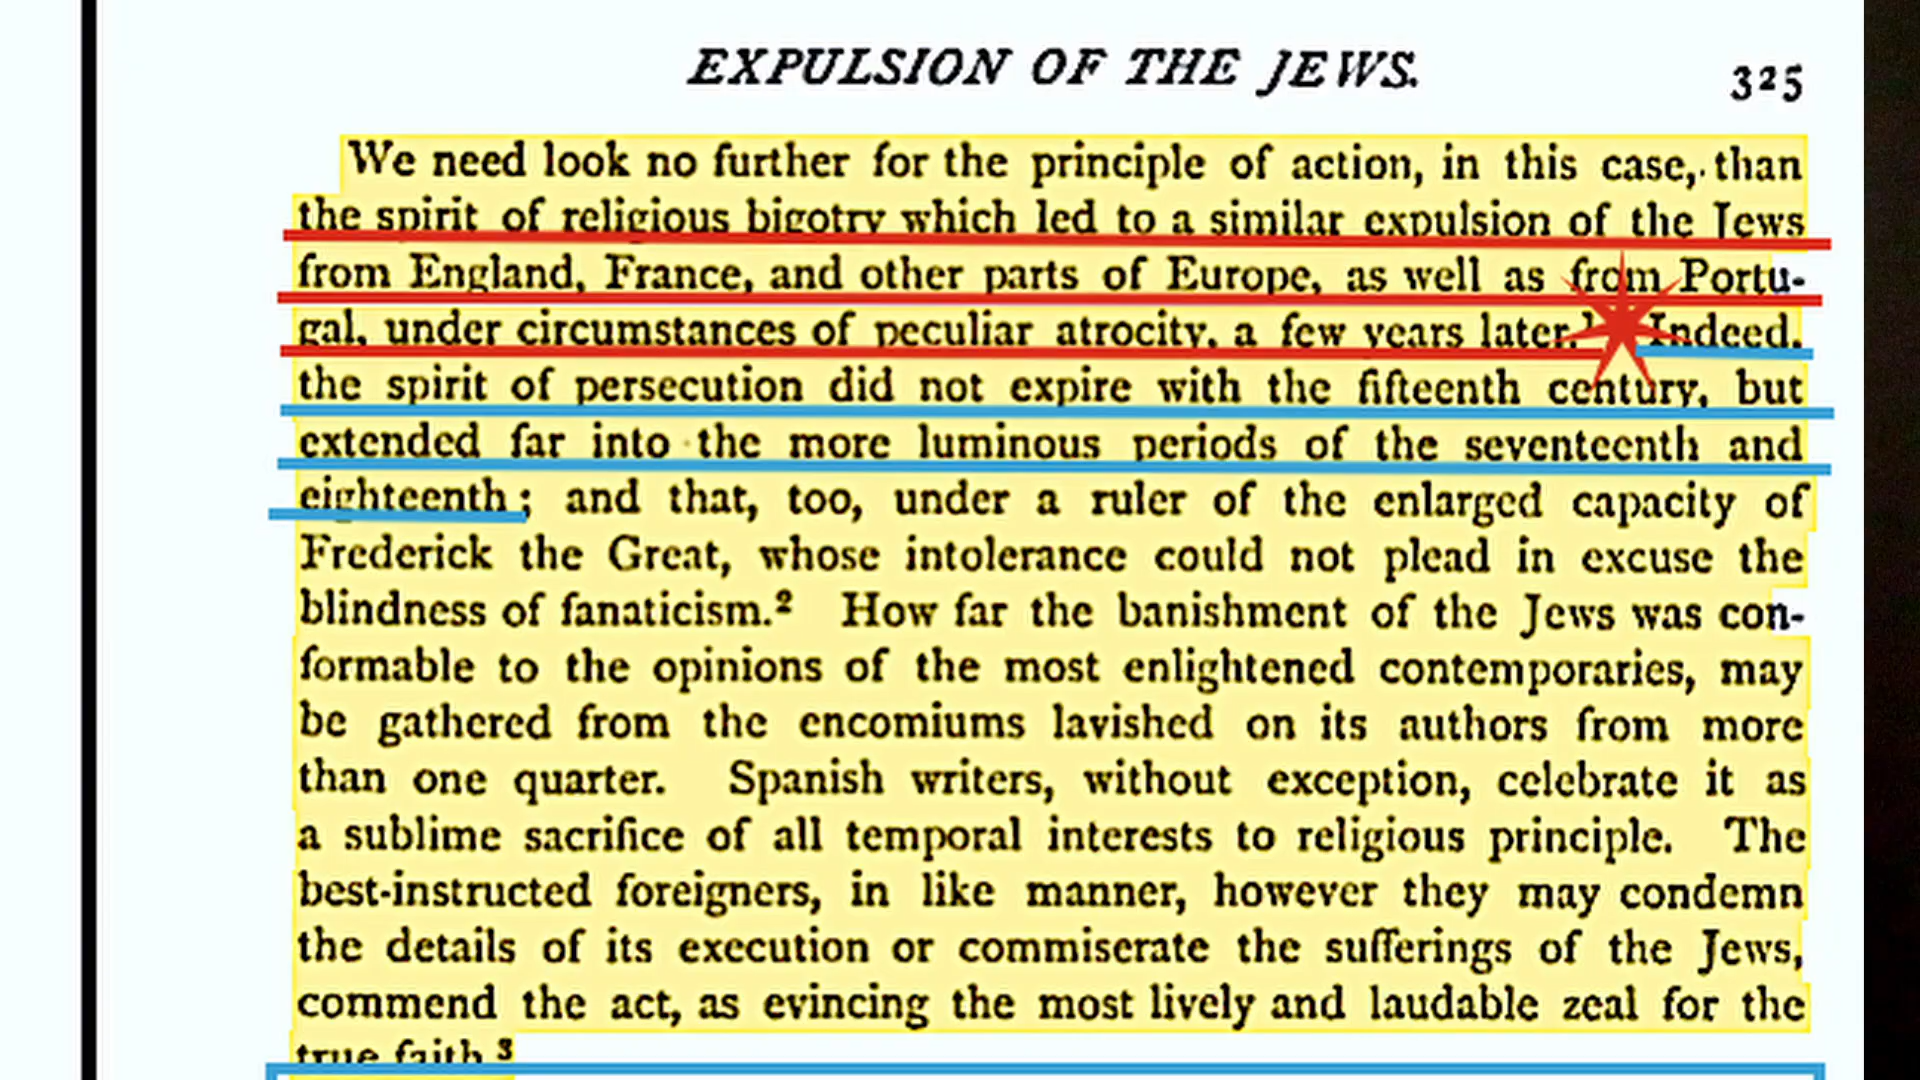 EXPULSION OF THE JEWS. 325
We need look no further for the principle of action, in this case, than
the spirit of religious bigotry which led to a similar expulsion of the Jews
from England, France, and other parts of Europe, as well as from Portu-
gal, under circumstances of peculiar atrocity, a few years later.¹ Indeed,
the spirit of persecution did not expire with the fifteenth century, but
extended far into the more luminous periods of the seventeenth and
eighteenth; and that, too, under a ruler of the enlarged capacity of
Frederick the Great, whose intolerance could not plead in excuse the
blindness of fanaticism.² How far the banishment of the Jews was con-
formable to the opinions of the most enlightened contemporaries, may
be gathered from the encomiums lavished on its authors from more
than one quarter. Spanish writers, without exception, celebrate it as
a sublime sacrifice of all temporal interests to religious principle. The
best-instructed foreigners, in like manner, however they may condemn
the details of its execution or commiserate the sufferings of the Jews,
commend the act, as evincing the most lively and laudable zeal for the
true faith.³